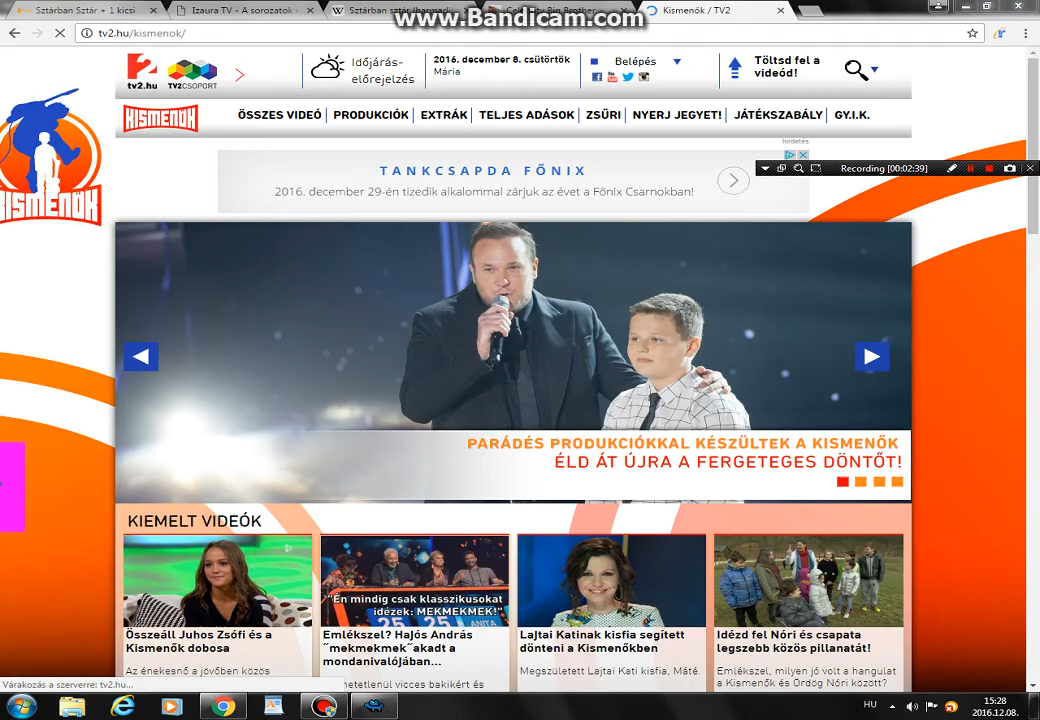 www.Bandicam.com
Sztárban Sztár + 1 kicsi
Izaura TV - A sorozatok
Sztárban sztár (harmad
Big Brother
Kismenők / TV2
tv2.hu/kismenok/
tv2.hu
TV2CSOPORT
Időjárás-
előrejelzés
2016. december 8. csütörtök
Mária
Belépés
Töltsd fel a
videód!
KISMENŐK
ÖSSZES VIDEÓ
PRODUKCIÓK
EXTRÁK
TELJES ADÁSOK
ZSŰRI
NYERJ JEGYET!
JÁTÉKSZABÁLY
GY.I.K.
hirdetés
TANKCSAPDA FŐNIX
2016. december 29-én tizedik alkalommal zárjuk az évet a Főnix Csarnokban!
Recording [00:02:39]
KISMENŐK
PARÁDÉS PRODUKCIÓKKAL KÉSZÜLTEK A KISMENŐK
ÉLD ÁT ÚJRA A FERGETEGES DÖNTŐT!
KIEMELT VIDEÓK
"Én mindig csak klasszikusokat
idézek: MEKMEKMEK!"
25 25 ANITA
Összeáll Juhos Zsófi és a
Kismenők dobosa
Az énekesnő a jövőben közös
Emlékszel? Hajós András
"mekmekmek"akadt a
mondanivalójában...
hetetlenül vicces bakikért és
Lajtai Katinak kisfia segített
dönteni a Kismenőkben
Megszületett Lajtai Kati kisfia, Máté.
Idézd fel Nóri és csapata
legszebb közös pillanatát!
Emlékszel, milyen jó volt a hangulat
a Kismenők és Ördög Nóri között?
Várakozás a szerverre: tv2.hu...
HU
15:28
2016.12.08.